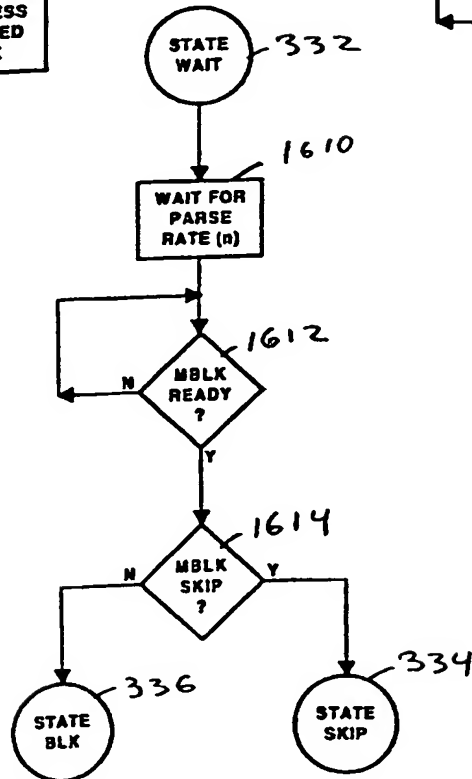 ESS
ED
STATE
WAIT
332
1610
WAIT FOR
PARSE
RATE (n)
1612
MBLK
READY
?
N
Y
1614
MBLK
SKIP
?
N
Y
336
334
STATE
BLK
STATE
SKIP